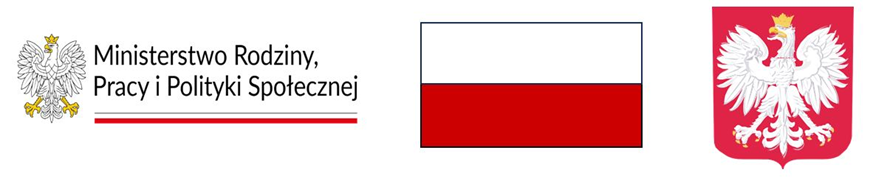 Ministerstwo Rodziny,
Pracy i Polityki Społecznej